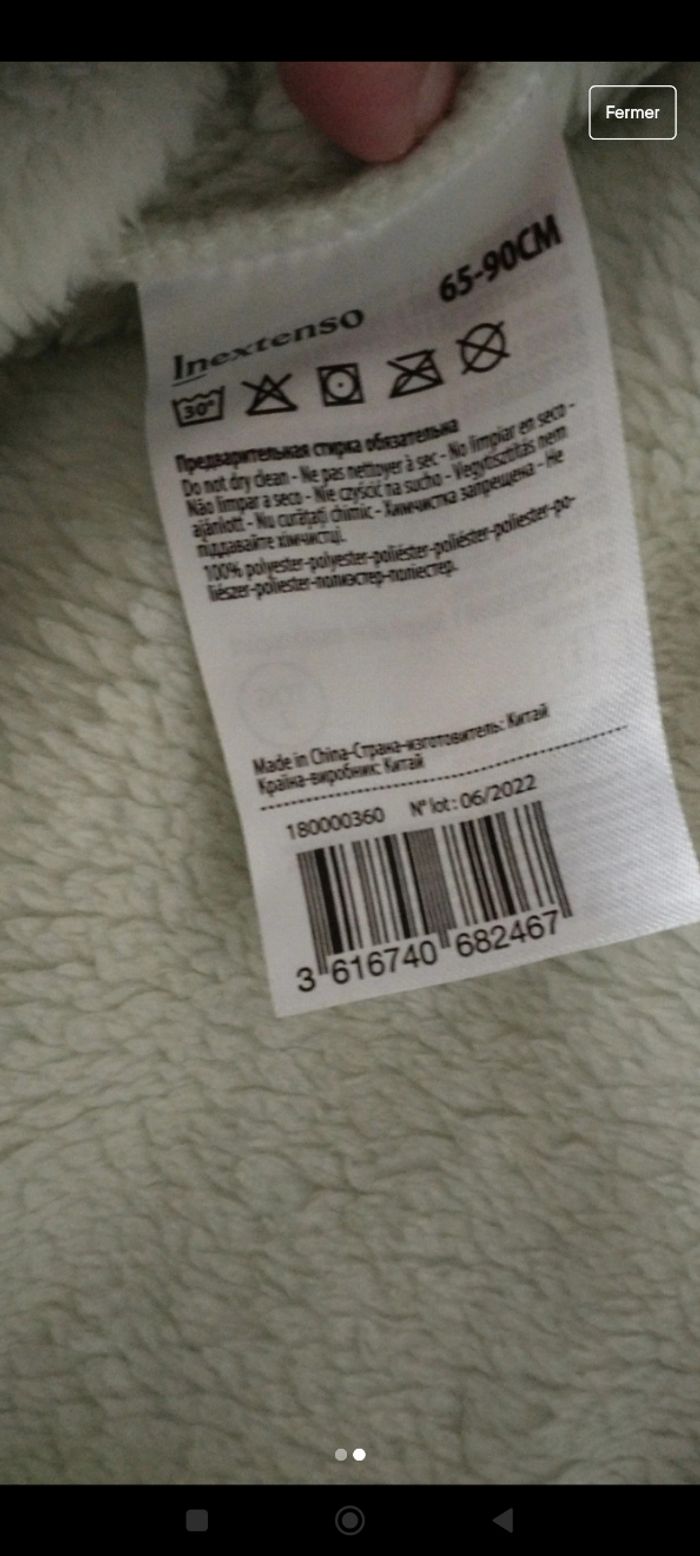 Fermer
65-90CM
Inextenso
30°
Предварительная стирка обязательна
Do not dry clean - Ne pas nettoyer à sec - No limpiar en seco -
Não limpar a seco - Nie czyścić na sucho - Vegytisztítás nem
ajánlott - Nu curăţaţi chimic - Химчистка запрещена - Не
піддавайте хімчистці.
100% polyester-polyester-poliéster-poliéster-poliester-po-
liészer-poliester-полиэстер-поліестер.
Made in China-Страна-изготовитель: Китай
Країна-виробник: Китай
180000360 N° lot : 06/2022
3 616740 682467